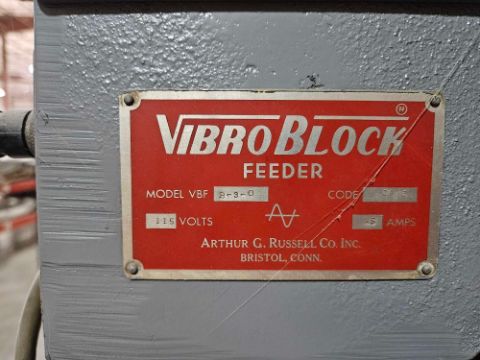 VIBROBLOCK ®
FEEDER
MODEL VBF CODE
115 VOLTS AMPS
ARTHUR G. RUSSELL CO. INC.
BRISTOL, CONN.